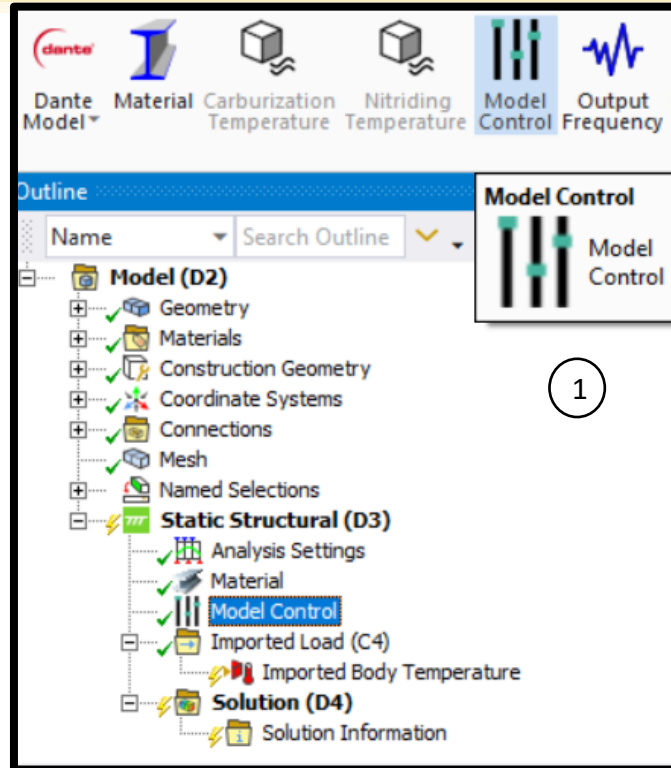 dante
Dante Material Carburization Nitriding Model Output
Model Temperature Temperature Control Frequency
Outline
Name Search Outline
Model Control
Model
Control
1
Model (D2)
Geometry
Materials
Construction Geometry
Coordinate Systems
Connections
Mesh
Named Selections
Static Structural (D3)
Analysis Settings
Material
Model Control
Imported Load (C4)
Imported Body Temperature
Solution (D4)
Solution Information